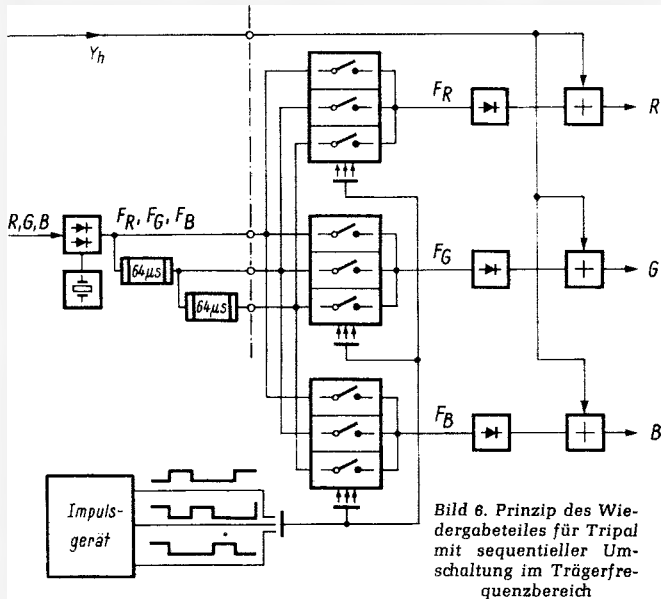 Y_h
F_R
R
R, G, B
F_R, F_G, F_B
64µs
64µs
F_G
G
F_B
B
Impuls-
gerät
Bild 6. Prinzip des Wie-
dergabeteiles für Tripal
mit sequentieller Um-
schaltung im Trägerfre-
quenzbereich